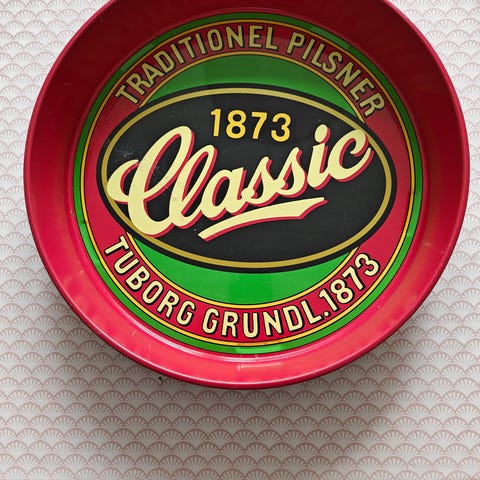 TRADITIONEL PILSNER
1873
Classic
TUBORG GRUNDL.1873